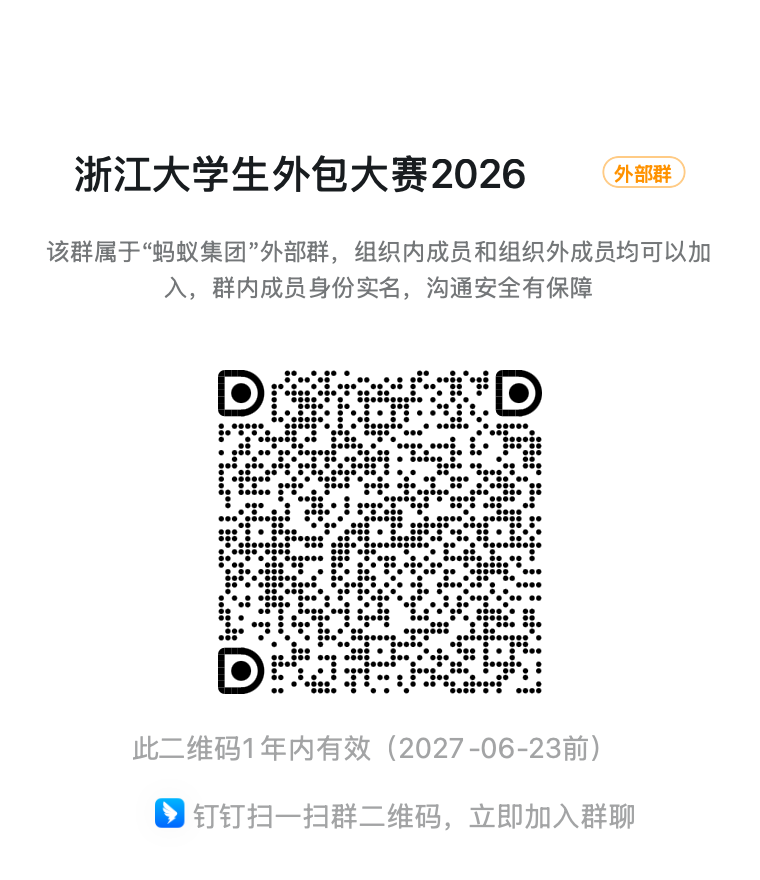 浙江大学生外包大赛2026
外部群
该群属于“蚂蚁集团”外部群，组织内成员和组织外成员均可以加
入，群内成员身份实名，沟通安全有保障
此二维码1年内有效（2027-06-23前）
钉钉扫一扫群二维码，立即加入群聊